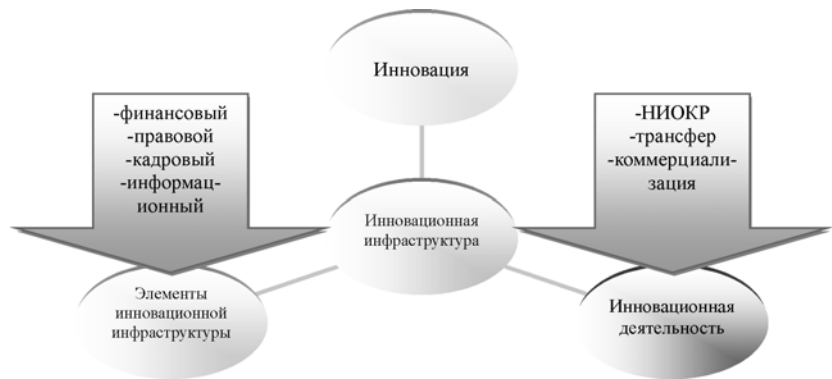 Инновация
-финансовый
-правовой
-кадровый
-информац-
ионный
-НИОКР
-трансфер
-коммерциали-
зация
Инновационная
инфраструктура
Элементы
инновационной
инфраструктуры
Инновационная
деятельность